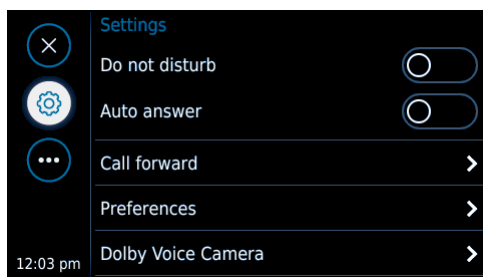 Settings
Do not disturb
Auto answer
Call forward
Preferences
Dolby Voice Camera
12:03 pm